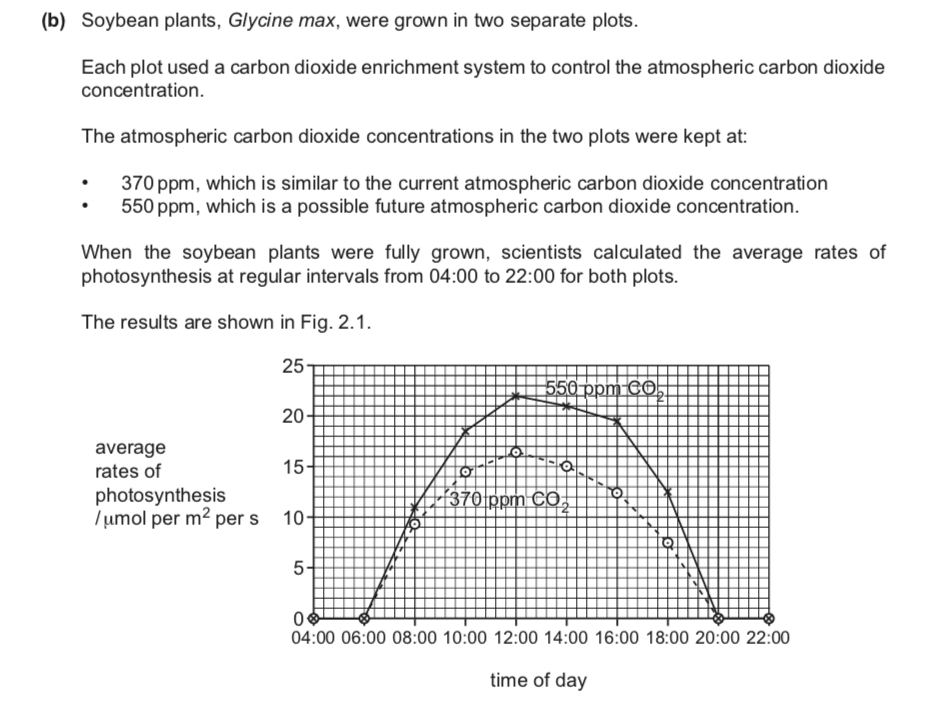 (b) Soybean plants, Glycine max, were grown in two separate plots.
Each plot used a carbon dioxide enrichment system to control the atmospheric carbon dioxide
concentration.
The atmospheric carbon dioxide concentrations in the two plots were kept at:
• 370 ppm, which is similar to the current atmospheric carbon dioxide concentration
• 550 ppm, which is a possible future atmospheric carbon dioxide concentration.
When the soybean plants were fully grown, scientists calculated the average rates of
photosynthesis at regular intervals from 04:00 to 22:00 for both plots.
The results are shown in Fig. 2.1.
25
550 ppm CO₂
20
average
rates of
photosynthesis
/μmol per m² per s
15
370 ppm CO₂
10
5
0
04:00 06:00 08:00 10:00 12:00 14:00 16:00 18:00 20:00 22:00
time of day